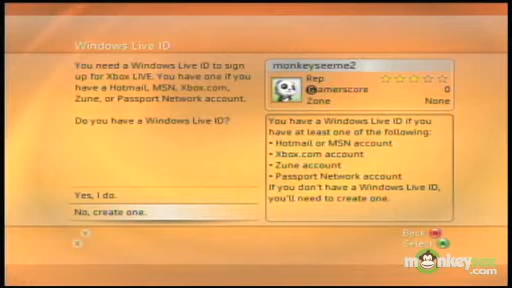 Windows Live ID
You need a Windows Live ID to sign
up for Xbox LIVE. You have one if you
have a Hotmail, MSN, Xbox.com,
Zune, or Passport Network account.
Do you have a Windows Live ID?
Yes, I do.
No, create one.
monkeyseeme2
Rep
Gamerscore 0
Zone None
You have a Windows Live ID if you
have at least one of the following:
• Hotmail or MSN account
• Xbox.com account
• Zune account
• Passport Network account
If you don't have a Windows Live ID,
you'll need to create one.
Y
X
Back B
Select A
monkeysee
.com